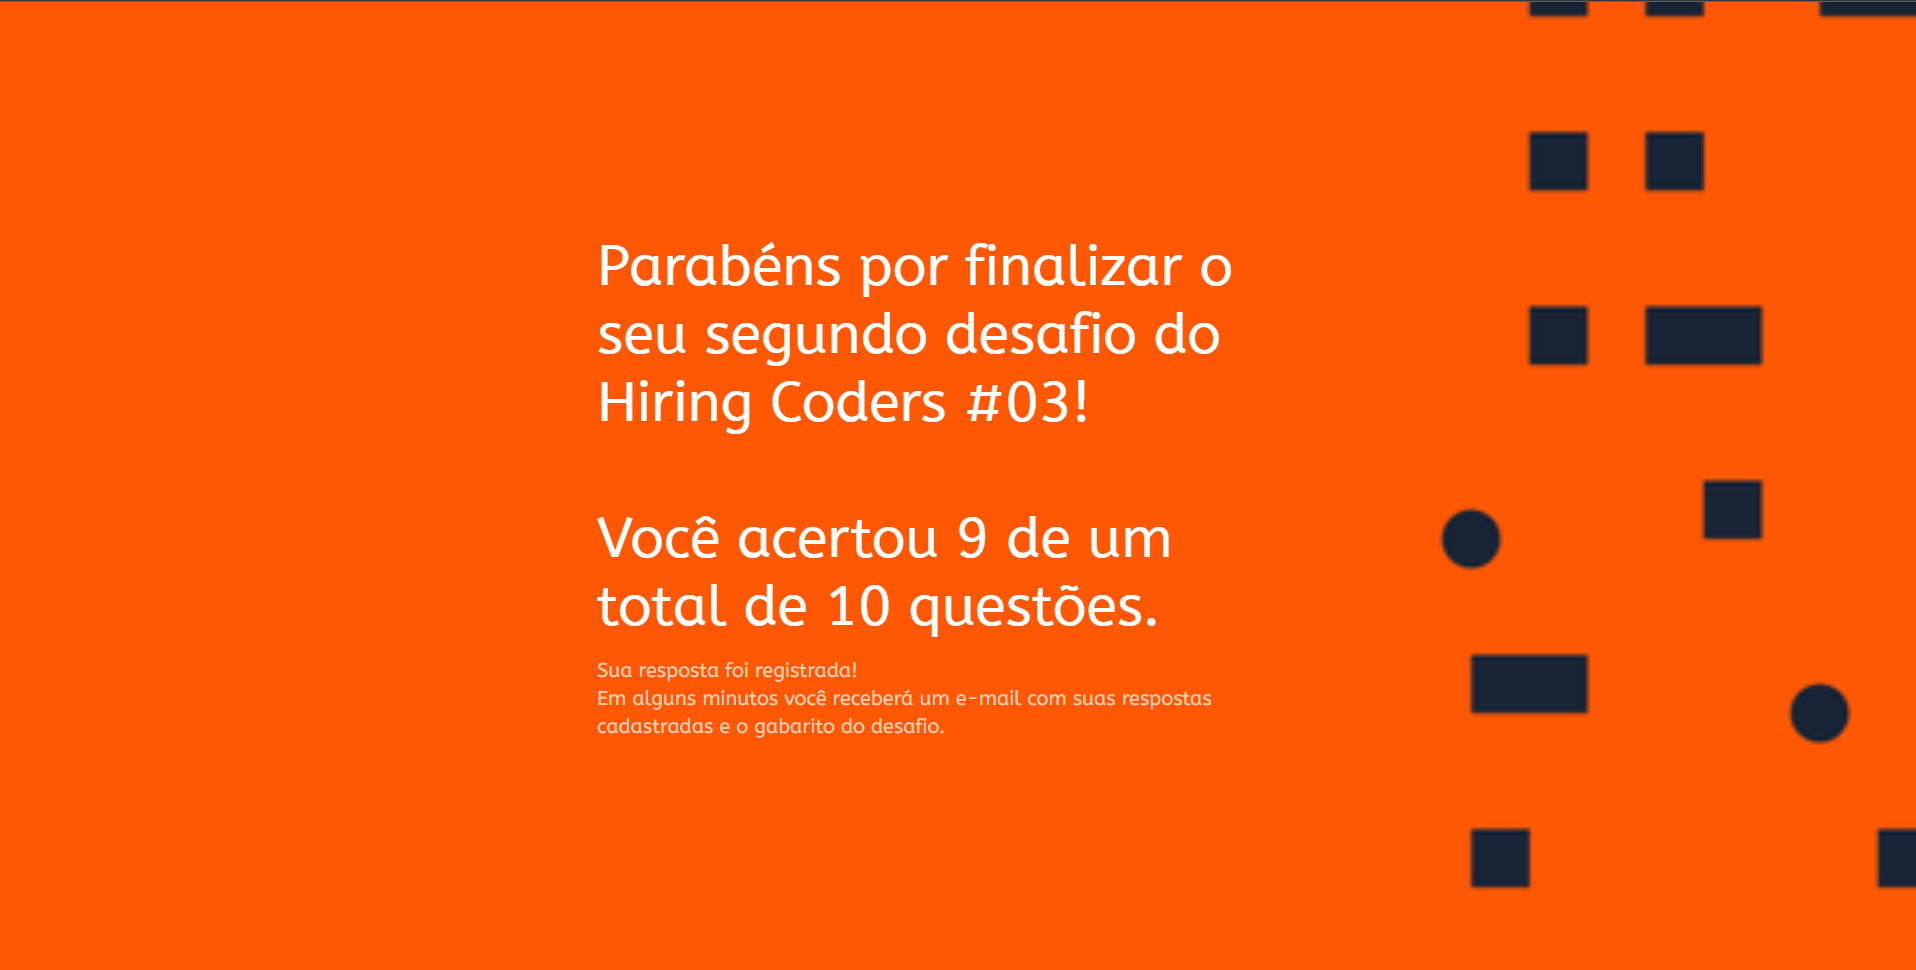 Parabéns por finalizar o
seu segundo desafio do
Hiring Coders #03!
Você acertou 9 de um
total de 10 questões.
Sua resposta foi registrada!
Em alguns minutos você receberá um e-mail com suas respostas
cadastradas e o gabarito do desafio.